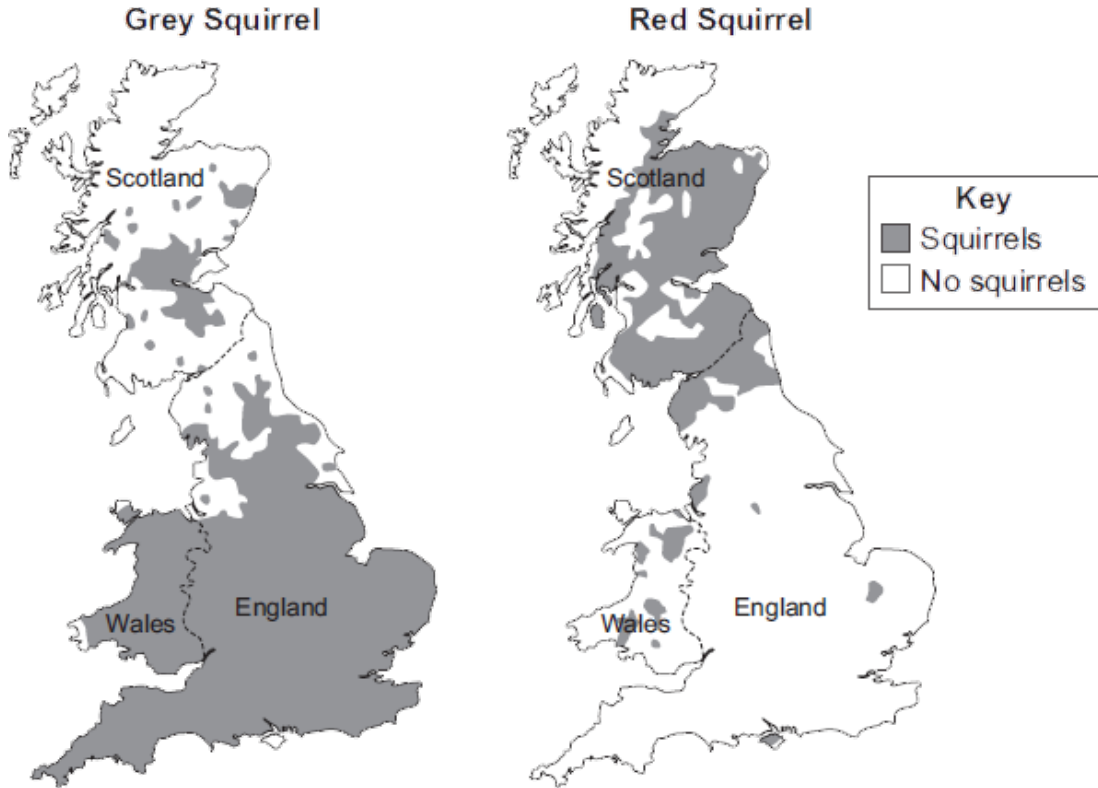 Grey Squirrel
Red Squirrel
Scotland
Scotland
Key
Squirrels
No squirrels
Wales
England
Wales
England